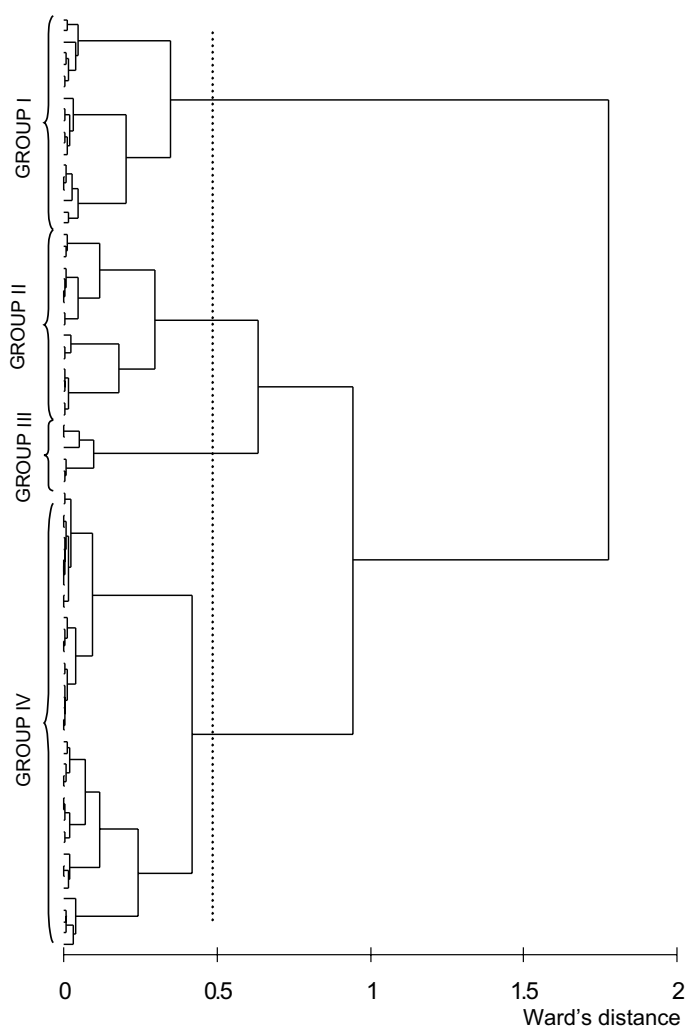 GROUP I
GROUP II
GROUP III
GROUP IV
0 0.5 1 1.5 2
Ward's distance